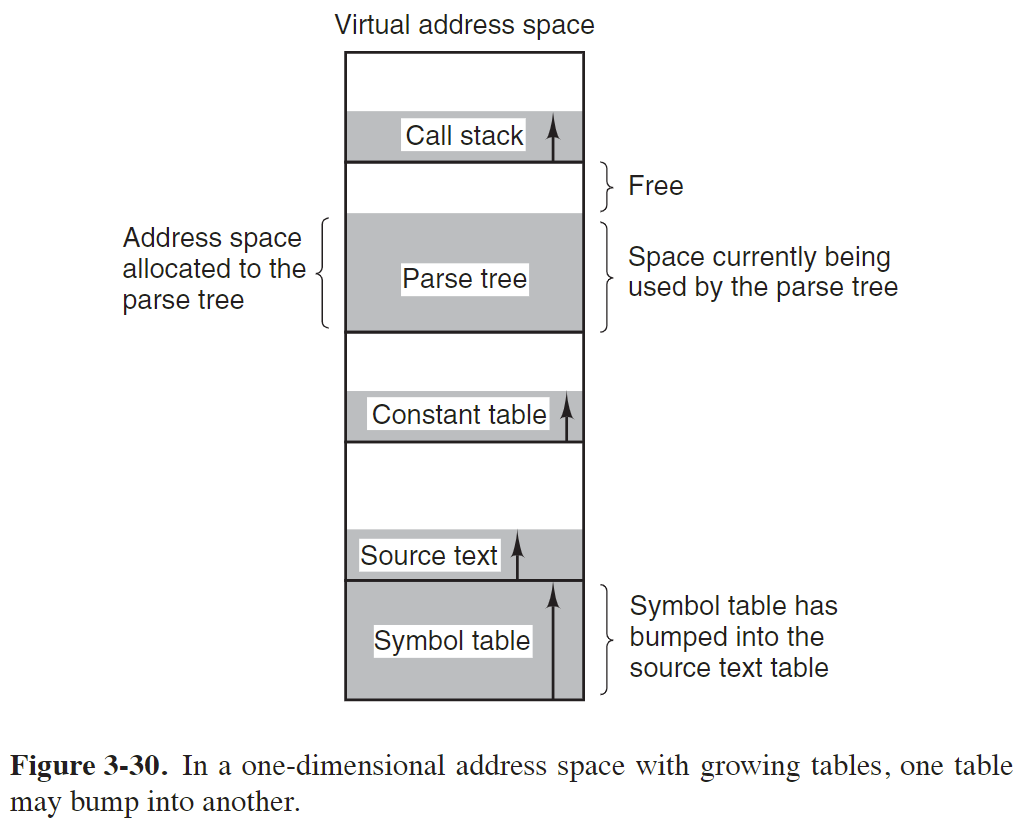 Virtual address space
Call stack
Free
Address space
allocated to the
parse tree
Parse tree
Space currently being
used by the parse tree
Constant table
Source text
Symbol table
Symbol table has
bumped into the
source text table
Figure 3-30. In a one-dimensional address space with growing tables, one table
may bump into another.